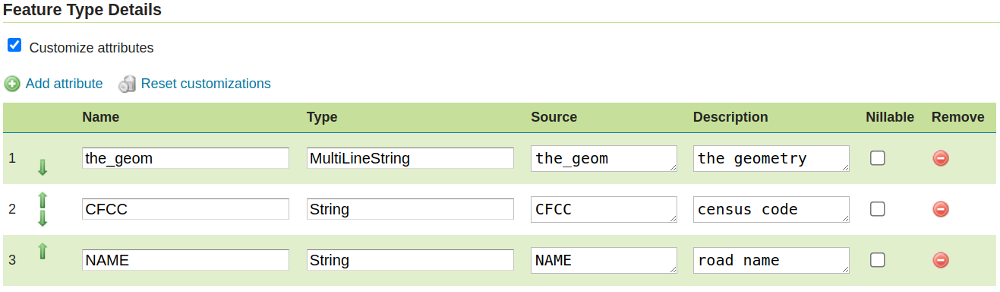 Feature Type Details
Customize attributes
Add attribute Reset customizations
Name Type Source Description Nillable Remove
1 the_geom MultiLineString the_geom the geometry
2 CFCC String CFCC census code
3 NAME String NAME road name